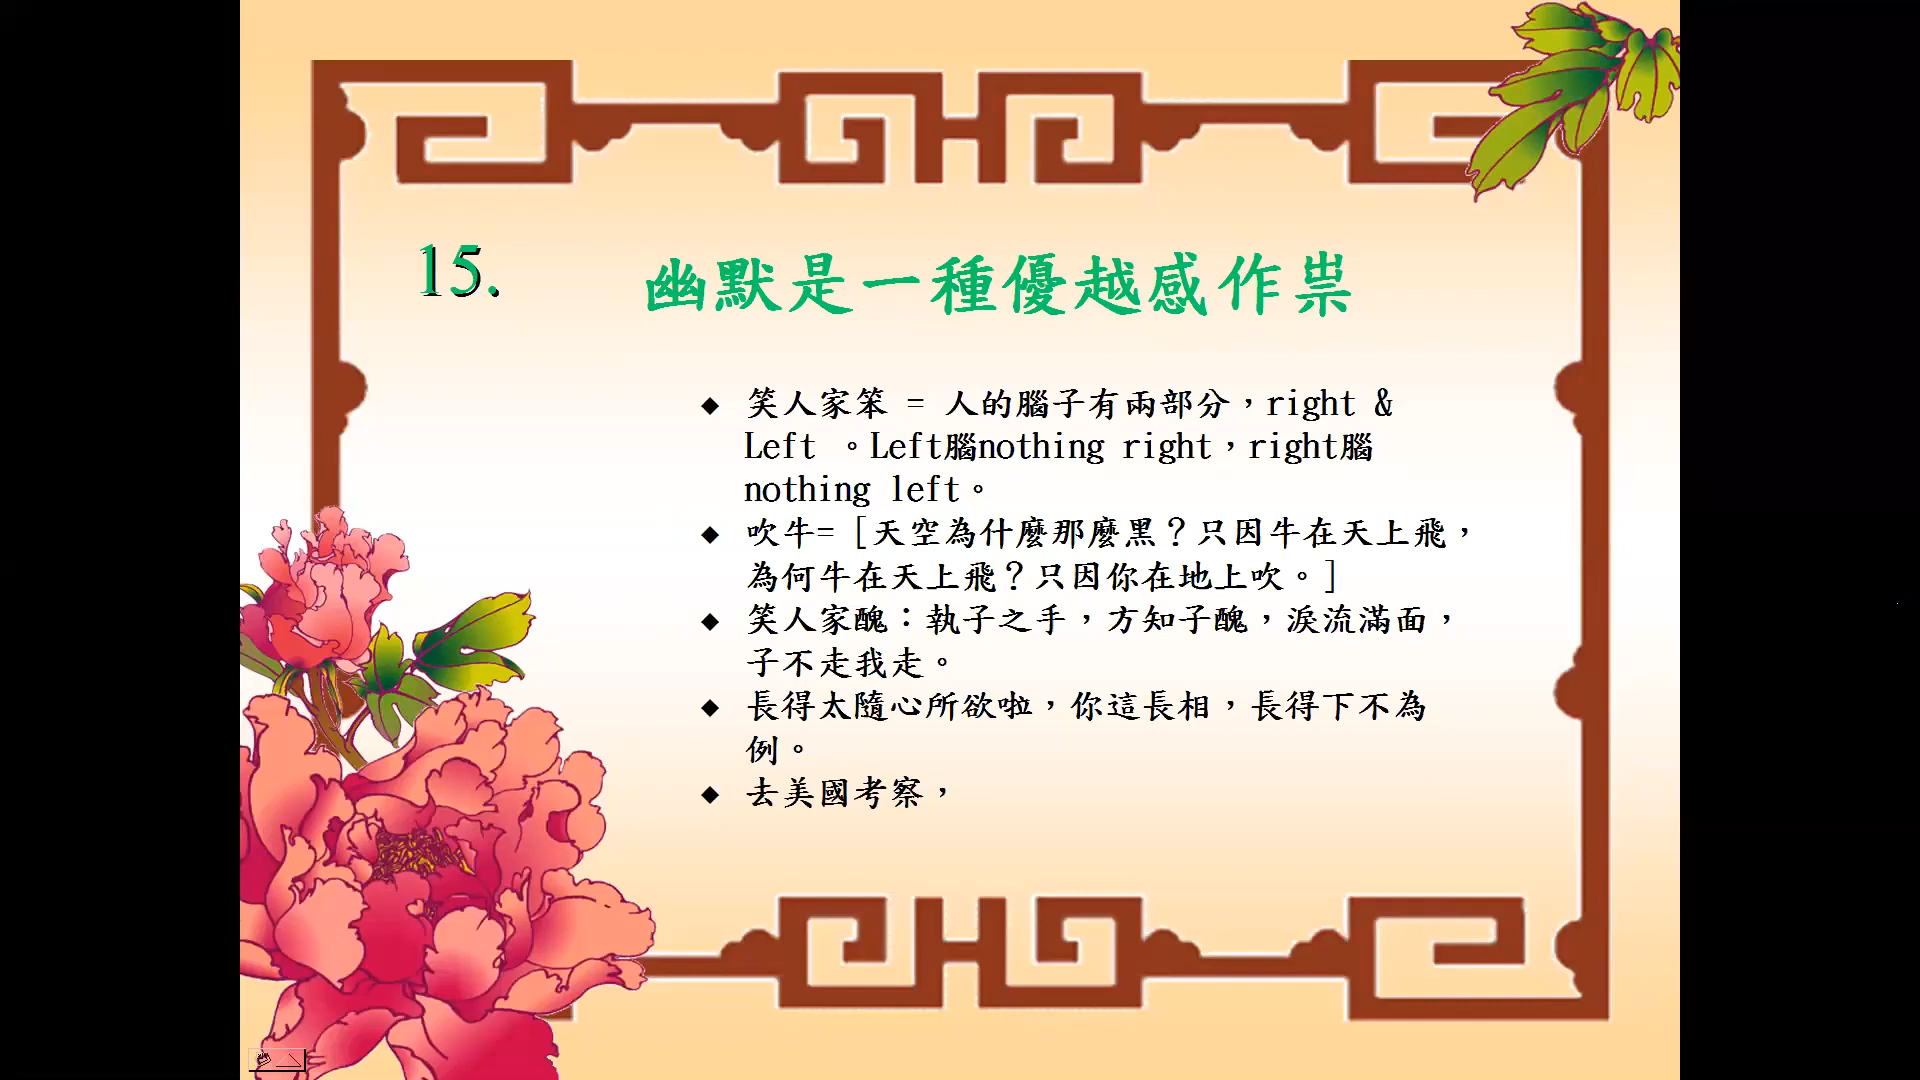 15. 幽默是一種優越感作祟
◆ 笑人家笨 = 人的腦子有兩部分，right &
Left 。Left腦nothing right，right腦
nothing left。
◆ 吹牛= [天空為什麼那麼黑？只因牛在天上飛，
為何牛在天上飛？只因你在地上吹。]
◆ 笑人家醜：執子之手，方知子醜，淚流滿面，
子不走我走。
◆ 長得太隨心所欲啦，你這長相，長得下不為
例。
◆ 去美國考察，